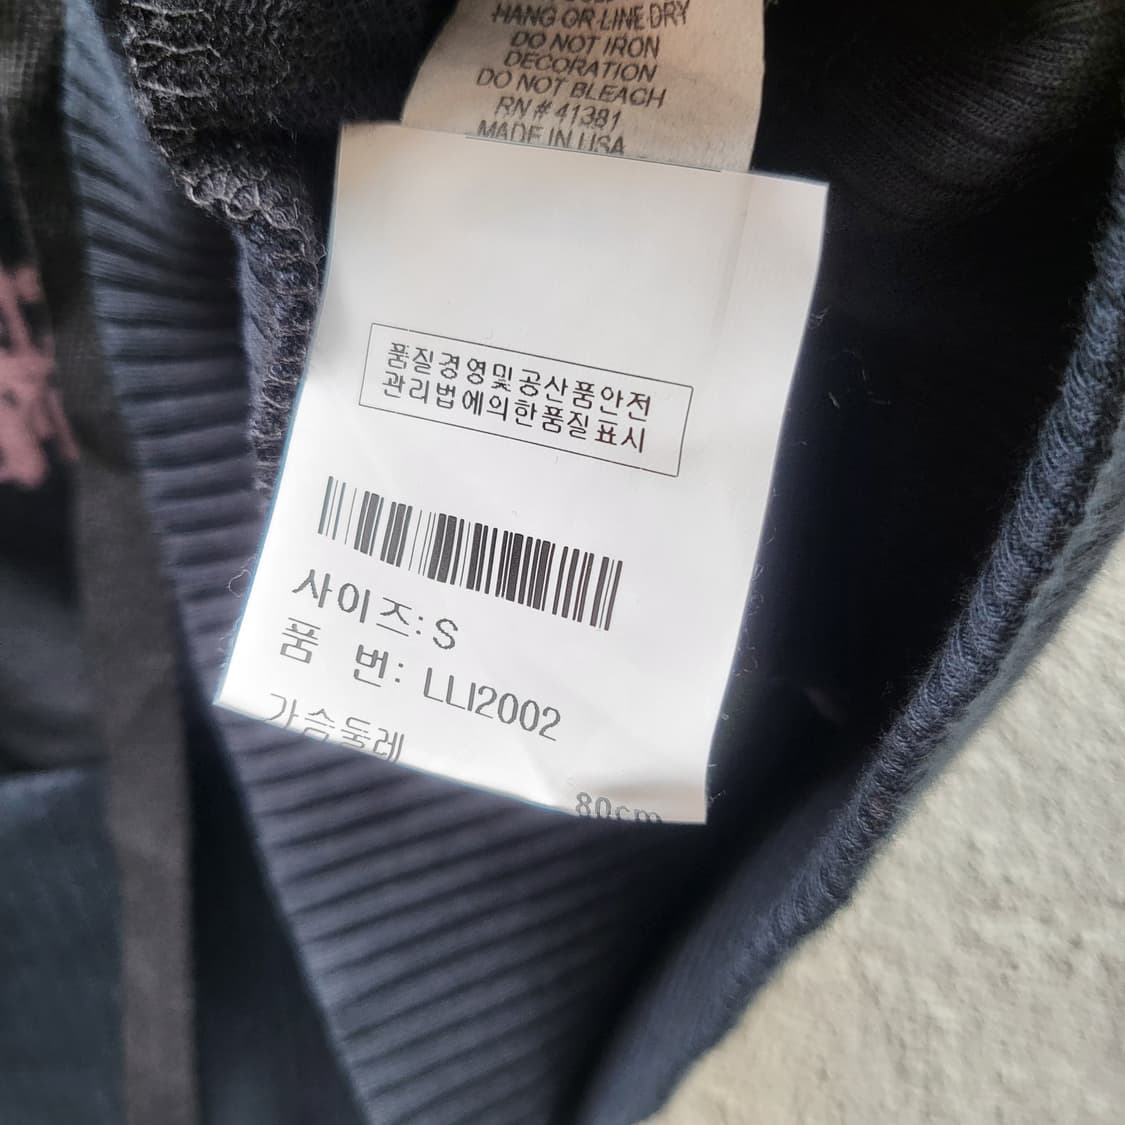 HANG OR LINE DRY
DO NOT IRON
DECORATION
DO NOT BLEACH
RN # 41381
MADE IN USA
품질경영및공산품안전
관리법에의한품질표시
사이즈: S
품 번: LLI2002
가슴둘레
80cm